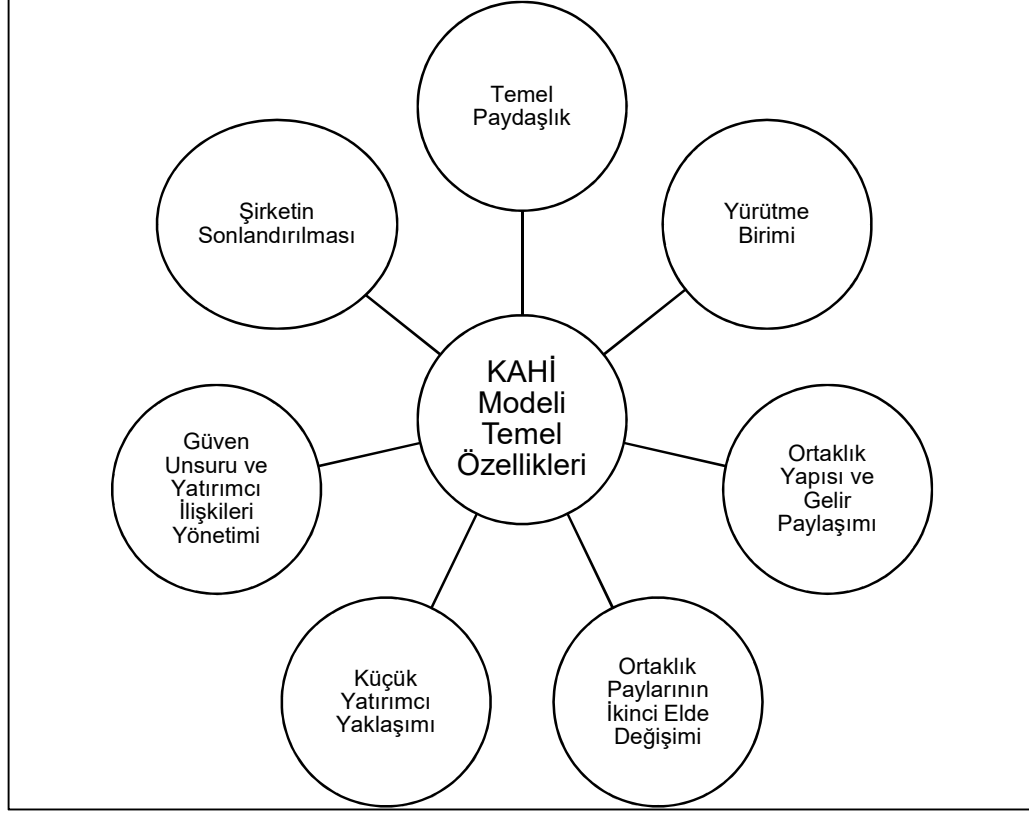 Temel
Paydaşlık
Yürütme
Birimi
Ortaklık
Yapısı ve
Gelir
Paylaşımı
Ortaklık
Paylarının
İkinci Elde
Değişimi
Küçük
Yatırımcı
Yaklaşımı
Güven
Unsuru ve
Yatırımcı
İlişkileri
Yönetimi
Şirketin
Sonlandırılması
KAHİ
Modeli
Temel
Özellikleri